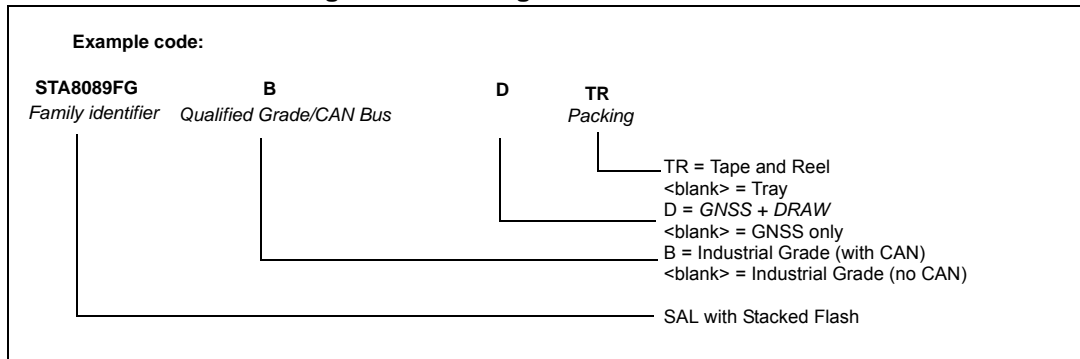 Example code:
STA8089FG B D TR
Family identifier Qualified Grade/CAN Bus Packing
TR = Tape and Reel
<blank> = Tray
D = GNSS + DRAW
<blank> = GNSS only
B = Industrial Grade (with CAN)
<blank> = Industrial Grade (no CAN)
SAL with Stacked Flash